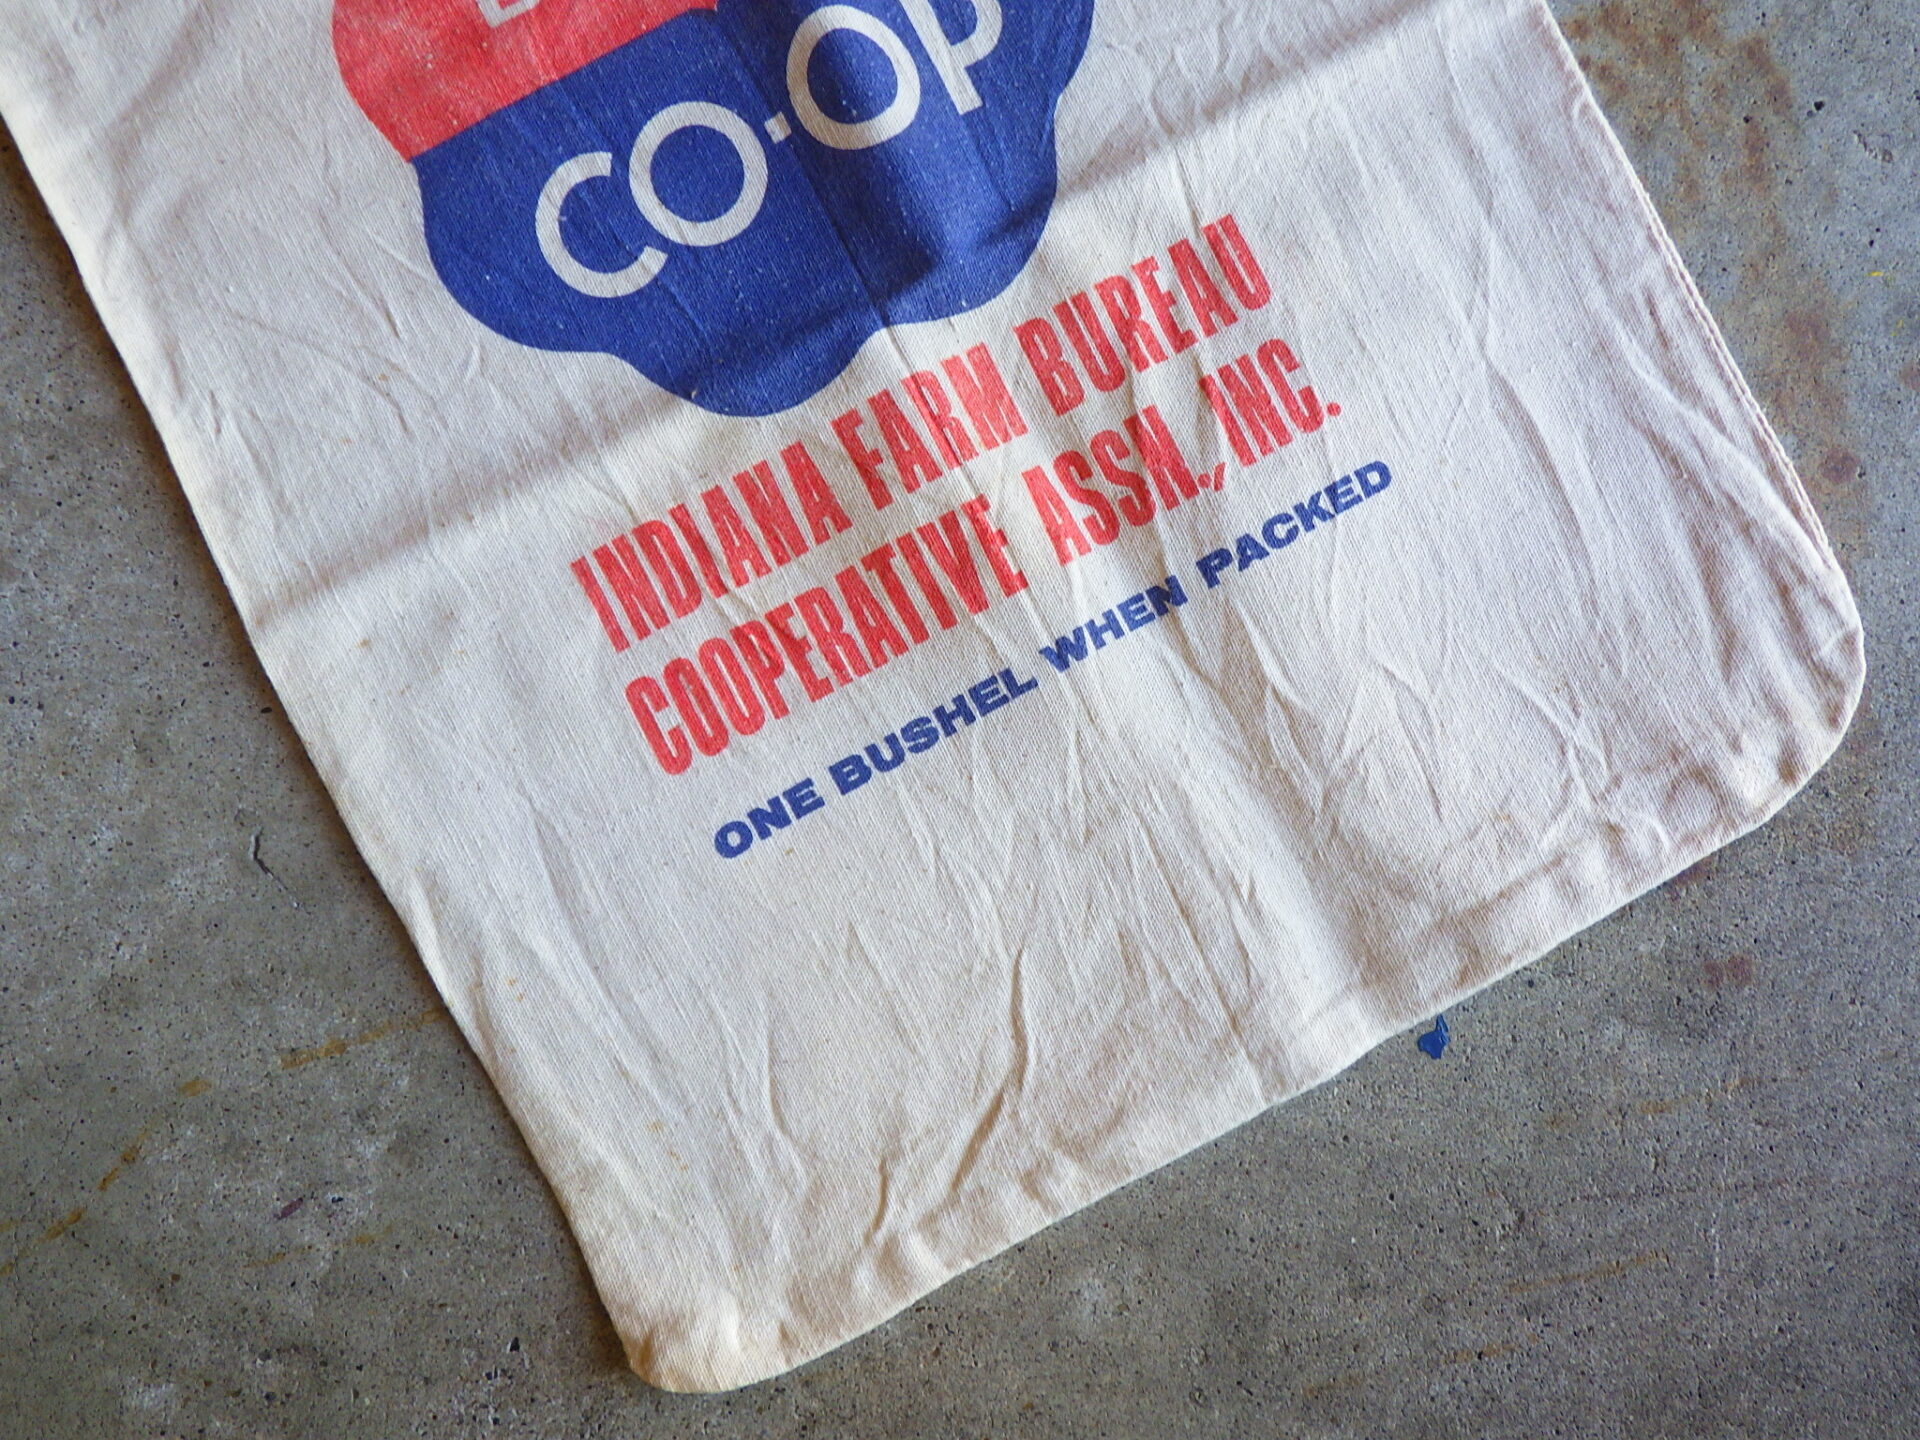 CO-OP
INDIANA FARM BUREAU
COOPERATIVE ASSN., INC.
ONE BUSHEL WHEN PACKED